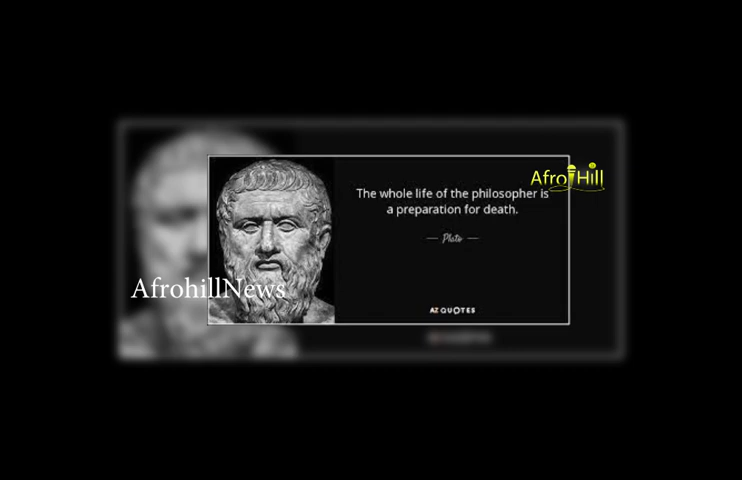 AfroHill
The whole life of the philosopher is
a preparation for death.
— Plato —
AfrohillNews
AZ QUOTES